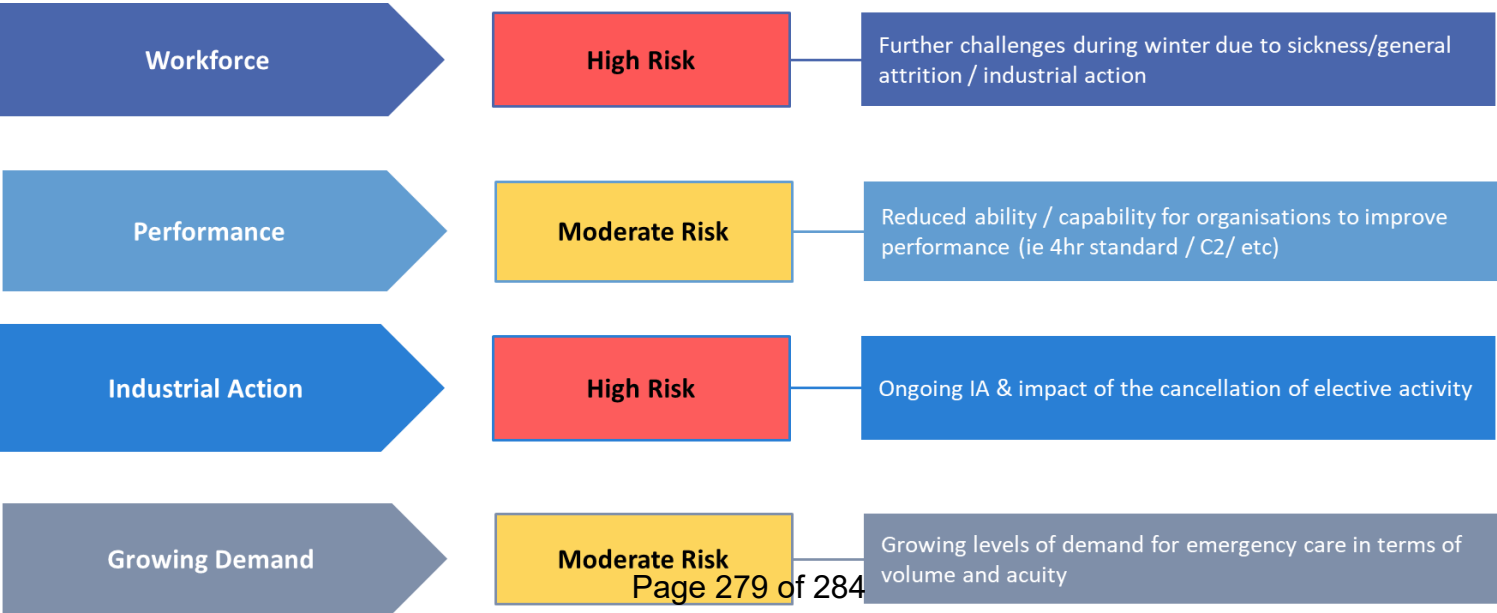 Workforce
High Risk
Further challenges during winter due to sickness/general
attrition / industrial action
Performance
Moderate Risk
Reduced ability / capability for organisations to improve
performance (ie 4hr standard / C2/ etc)
Industrial Action
High Risk
Ongoing IA & impact of the cancellation of elective activity
Growing Demand
Moderate Risk
Growing levels of demand for emergency care in terms of
volume and acuity
Page 279 of 284